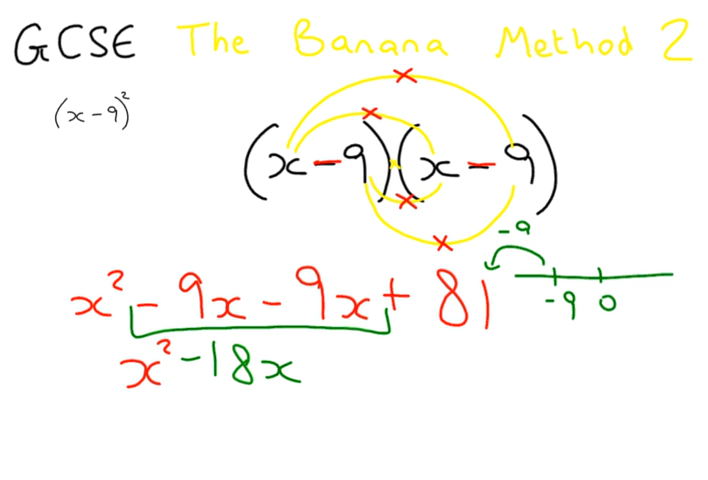 GCSE The Banana Method 2
(x-9)²
(x-9)(x-9)
-9
x²-9x-9x+81
-9 0
x²-18x